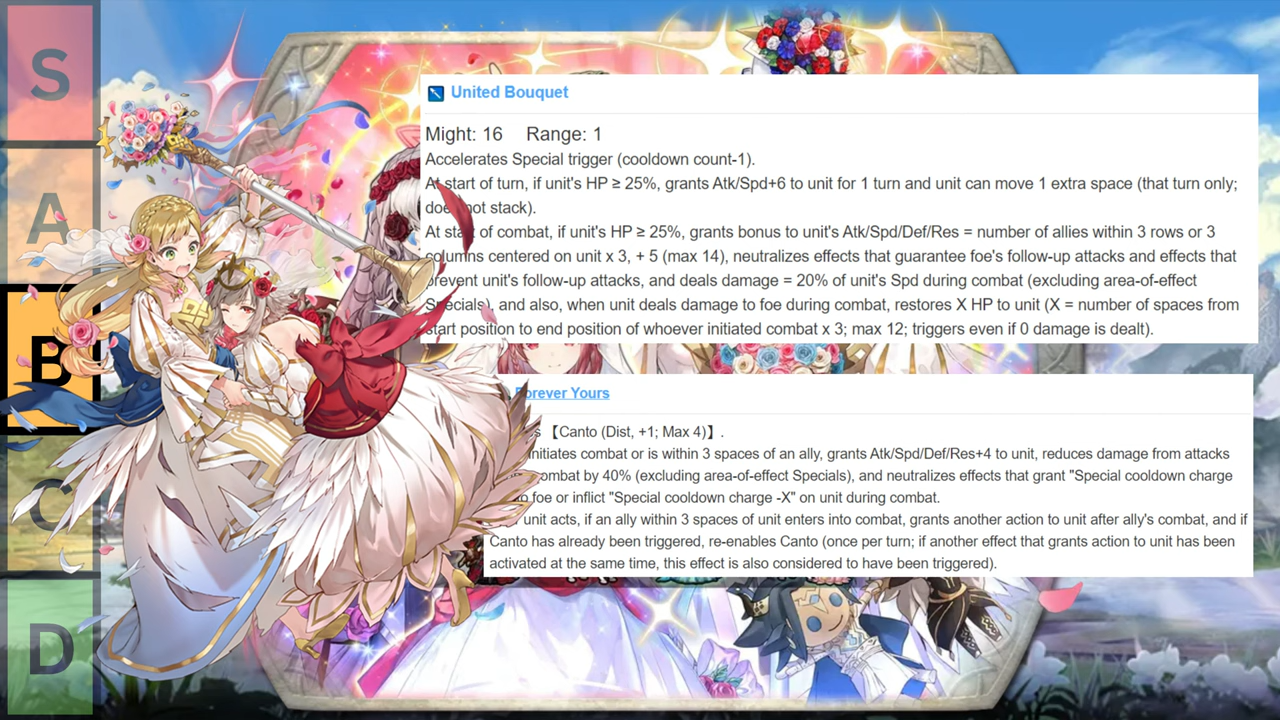 S
A
B
C
D
United Bouquet
Might: 16 Range: 1
Accelerates Special trigger (cooldown count-1).
At start of turn, if unit's HP ≥ 25%, grants Atk/Spd+6 to unit for 1 turn and unit can move 1 extra space (that turn only;
does not stack).
At start of combat, if unit's HP ≥ 25%, grants bonus to unit's Atk/Spd/Def/Res = number of allies within 3 rows or 3
columns centered on unit x 3, + 5 (max 14), neutralizes effects that guarantee foe's follow-up attacks and effects that
prevent unit's follow-up attacks, and deals damage = 20% of unit's Spd during combat (excluding area-of-effect
Specials), and also, when unit deals damage to foe during combat, restores X HP to unit (X = number of spaces from
start position to end position of whoever initiated combat x 3; max 12; triggers even if 0 damage is dealt).
Forever Yours
【Canto (Dist, +1; Max 4)】.
initiates combat or is within 3 spaces of an ally, grants Atk/Spd/Def/Res+4 to unit, reduces damage from attacks
combat by 40% (excluding area-of-effect Specials), and neutralizes effects that grant "Special cooldown charge
to foe or inflict "Special cooldown charge -X" on unit during combat.
unit acts, if an ally within 3 spaces of unit enters into combat, grants another action to unit after ally's combat, and if
Canto has already been triggered, re-enables Canto (once per turn; if another effect that grants action to unit has been
activated at the same time, this effect is also considered to have been triggered).